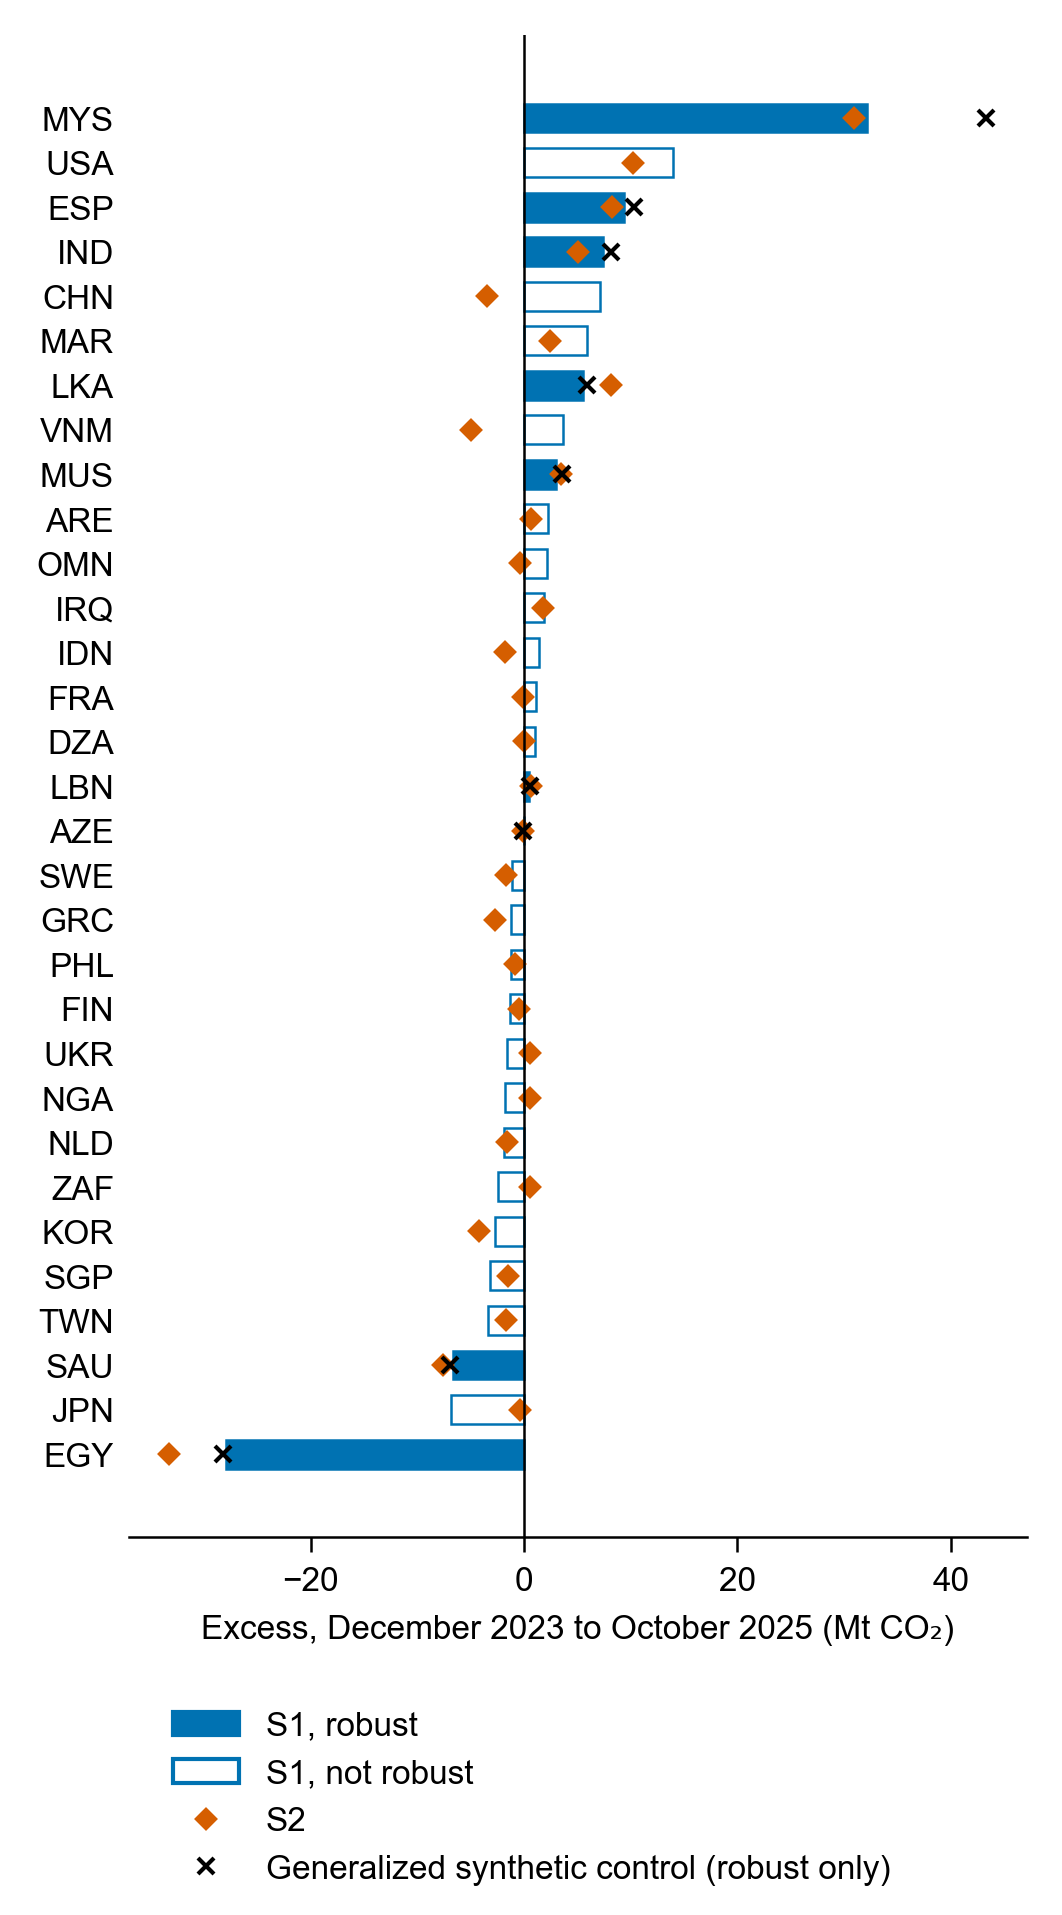 MYS
USA
ESP
IND
CHN
MAR
LKA
VNM
MUS
ARE
OMN
IRQ
IDN
FRA
DZA
LBN
AZE
SWE
GRC
PHL
FIN
UKR
NGA
NLD
ZAF
KOR
SGP
TWN
SAU
JPN
EGY
−20 0 20 40
Excess, December 2023 to October 2025 (Mt CO₂)
S1, robust
S1, not robust
S2
Generalized synthetic control (robust only)